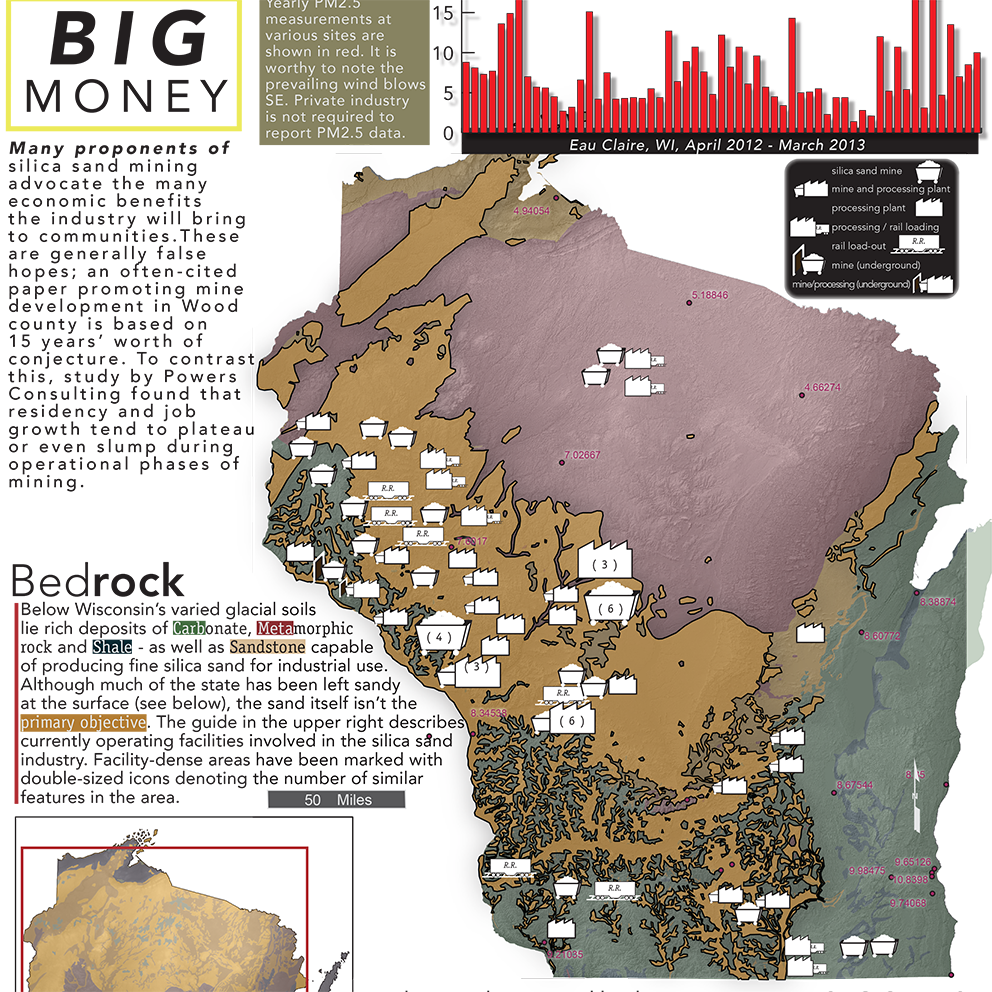 BIG
MONEY
Many proponents of
silica sand mining
advocate the many
economic benefits
the industry will bring
to communities.These
are generally false
hopes; an often-cited
paper promoting mine
development in Wood
county is based on
15 years’ worth of
conjecture. To contrast
this, study by Powers
Consulting found that
residency and job
growth tend to plateau
or even slump during
operational phases of
mining.
Yearly PM2.5
measurements at
various sites are
shown in red. It is
worthy to note the
prevailing wind blows
SE. Private industry
is not required to
report PM2.5 data.
15
10
5
0
Eau Claire, WI, April 2012 - March 2013
silica sand mine
mine and processing plant
processing plant
processing / rail loading
rail load-out
R.R.
mine (underground)
mine/processing (underground)
4.94054
5.18846
4.66274
7.02667
R.R.
R.R.
R.R.
( 3 )
( 6 )
( 4 )
( 3 )
R.R.
( 6 )
8.38874
8.60772
8.34538
8.67544
9.65126
9.98475
10.8398
9.74068
R.R.
R.R.
Bedrock
Below Wisconsin’s varied glacial soils
lie rich deposits of Carbonate, Metamorphic
rock and Shale - as well as Sandstone capable
of producing fine silica sand for industrial use.
Although much of the state has been left sandy
at the surface (see below), the sand itself isn’t the
primary objective. The guide in the upper right describes
currently operating facilities involved in the silica sand
industry. Facility-dense areas have been marked with
double-sized icons denoting the number of similar
features in the area.
50 Miles